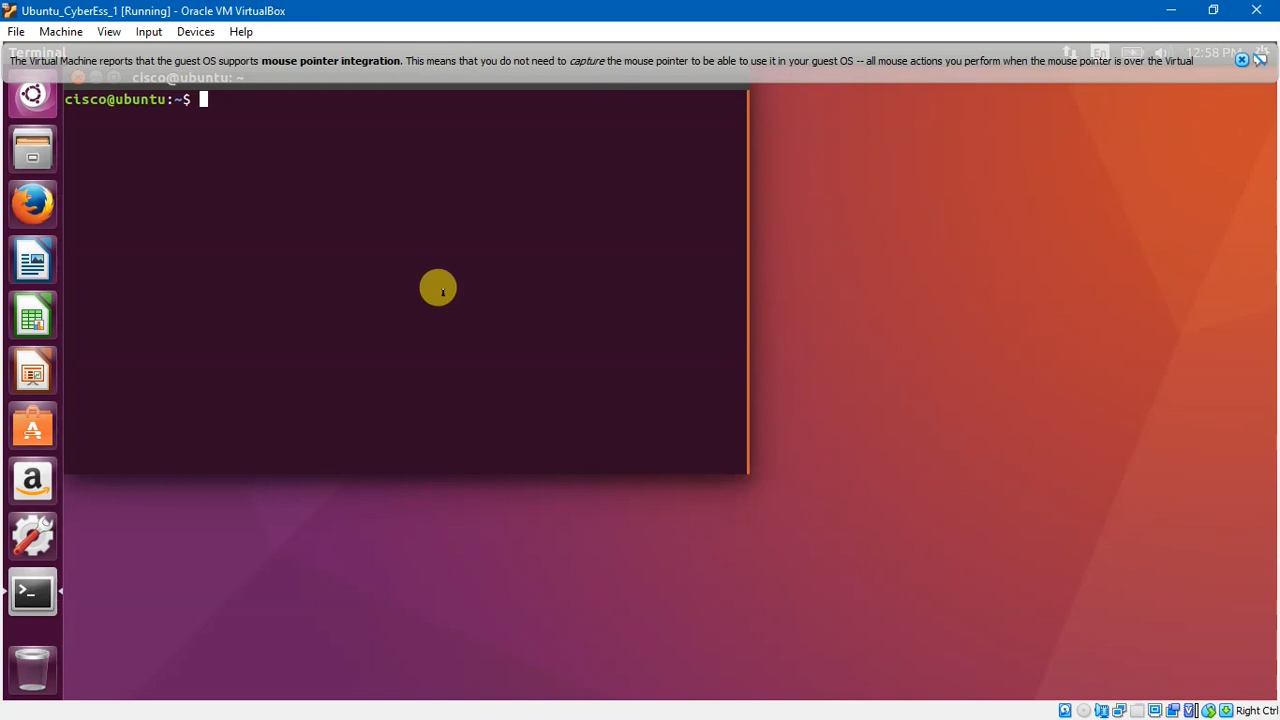 Ubuntu_CyberEss_1 [Running] - Oracle VM VirtualBox
File Machine View Input Devices Help
Terminal En 12:58 PM
The Virtual Machine reports that the guest OS supports mouse pointer integration. This means that you do not need to capture the mouse pointer to be able to use it in your guest OS -- all mouse actions you perform when the mouse pointer is over the Virtual
cisco@ubuntu: ~
cisco@ubuntu:~$
Right Ctrl